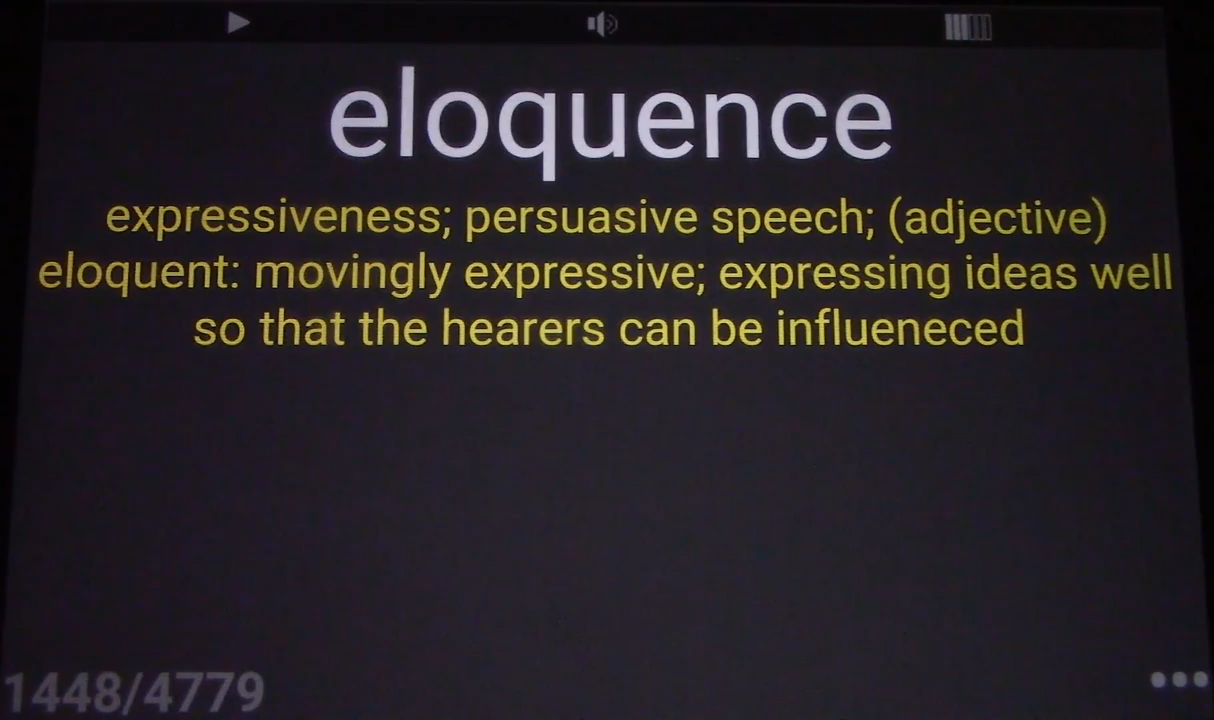 eloquence
expressiveness; persuasive speech; (adjective)
eloquent: movingly expressive; expressing ideas well
so that the hearers can be influeneced
1448/4779